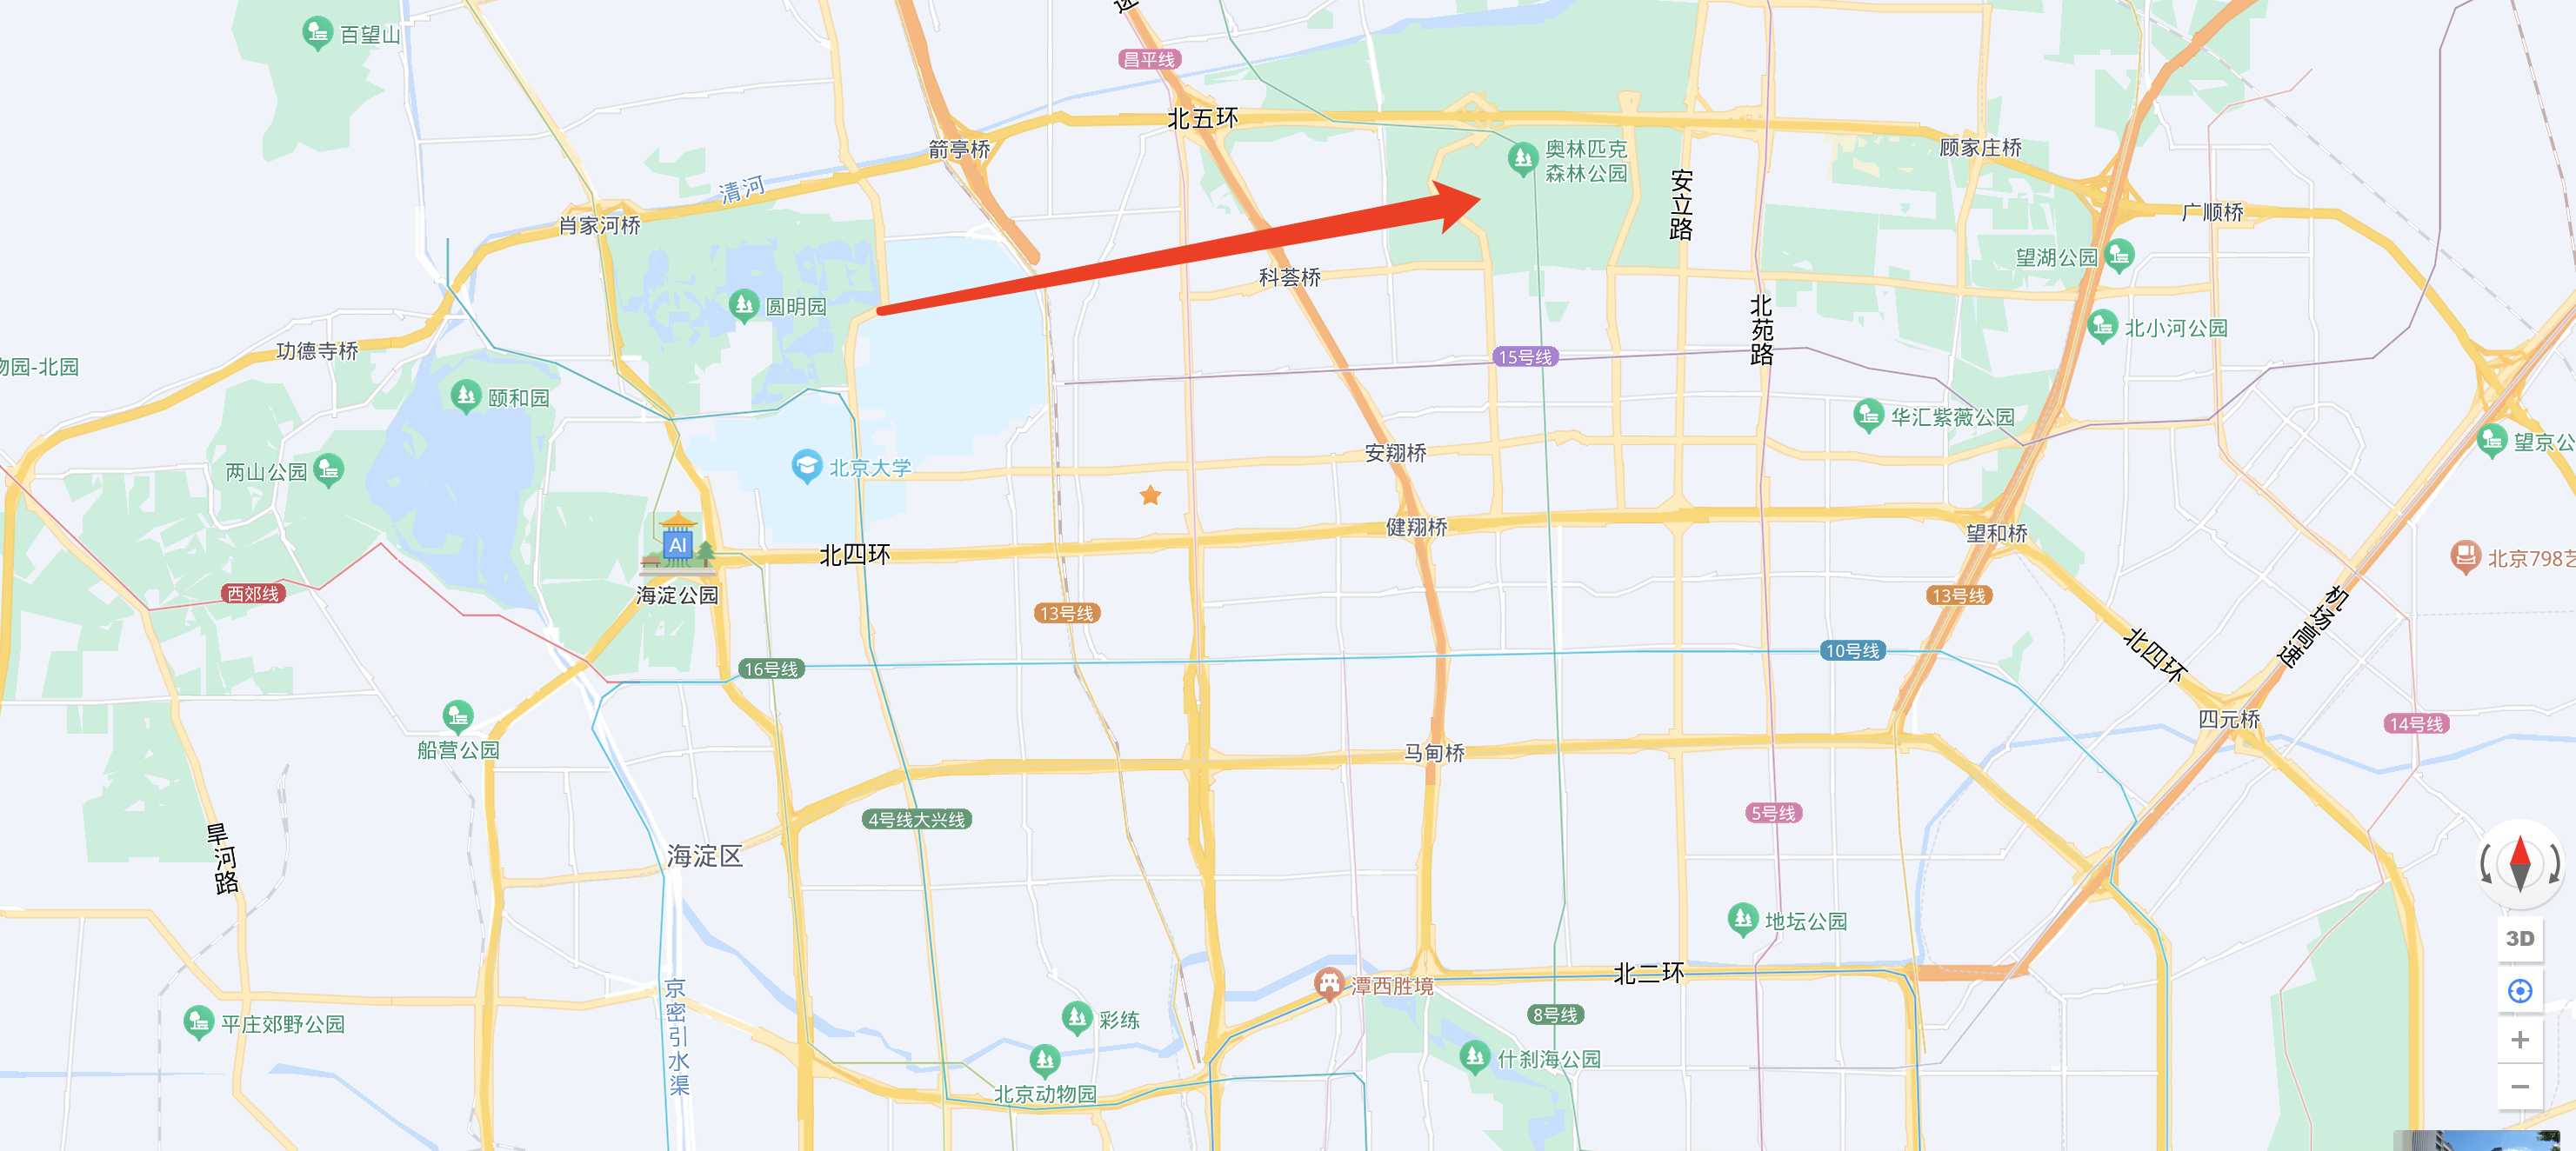 百望山
昌平线
北五环
箭亭桥
清河
肖家河桥
奥林匹克
森林公园
安立路
顾家庄桥
广顺桥
望湖公园
科荟桥
圆明园
北苑路
北小河公园
功德寺桥
物园-北园
15号线
颐和园
华汇紫薇公园
望京公
两山公园
北京大学
安翔桥
健翔桥
望和桥
AI
海淀公园
北四环
北京798艺
西郊线
13号线
13号线
机场高速
16号线
10号线
北四环
船营公园
四元桥
14号线
马甸桥
4号线大兴线
5号线
旱河路
海淀区
地坛公园
3D
北二环
潭西胜境
京密引水渠
平庄郊野公园
彩练
8号线
什刹海公园
北京动物园